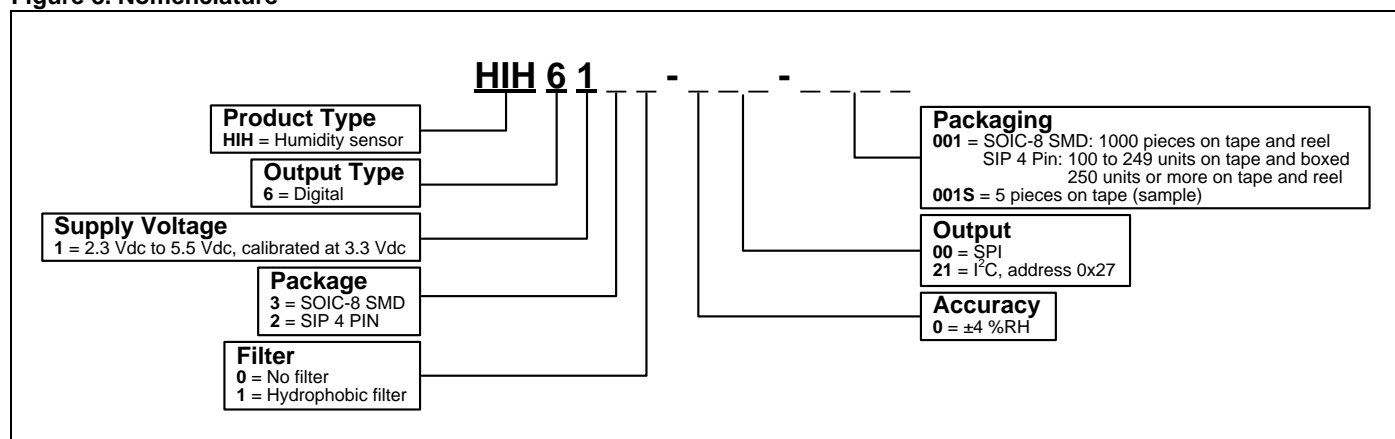 HIH 6 1 _ _ - _ _ _ - _ _ _ _
Product Type
HIH = Humidity sensor
Output Type
6 = Digital
Supply Voltage
1 = 2.3 Vdc to 5.5 Vdc, calibrated at 3.3 Vdc
Package
3 = SOIC-8 SMD
2 = SIP 4 PIN
Filter
0 = No filter
1 = Hydrophobic filter
Packaging
001 = SOIC-8 SMD: 1000 pieces on tape and reel
SIP 4 Pin: 100 to 249 units on tape and boxed
250 units or more on tape and reel
001S = 5 pieces on tape (sample)
Output
00 = SPI
21 = I²C, address 0x27
Accuracy
0 = ±4 %RH